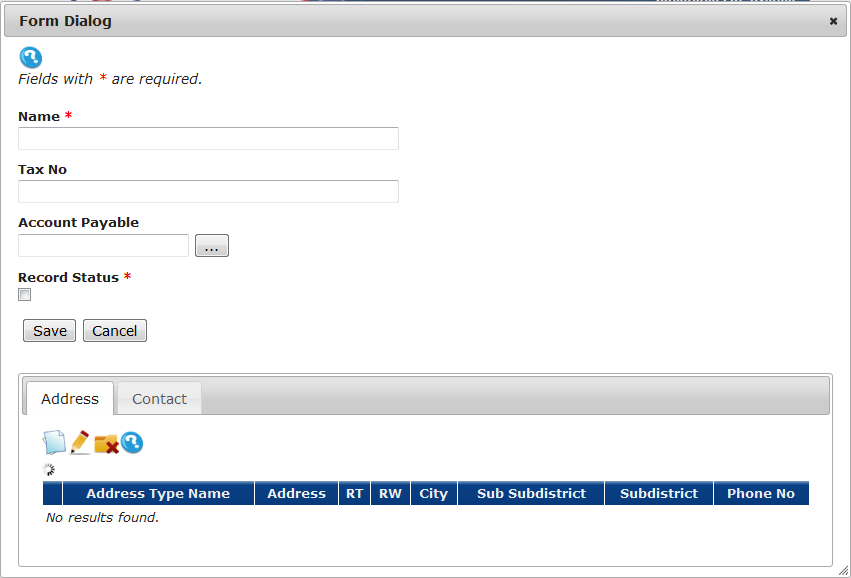 Form Dialog
Fields with * are required.
Name *
Tax No
Account Payable
...
Record Status *
Save Cancel
Address Contact
Address Type Name Address RT RW City Sub Subdistrict Subdistrict Phone No
No results found.